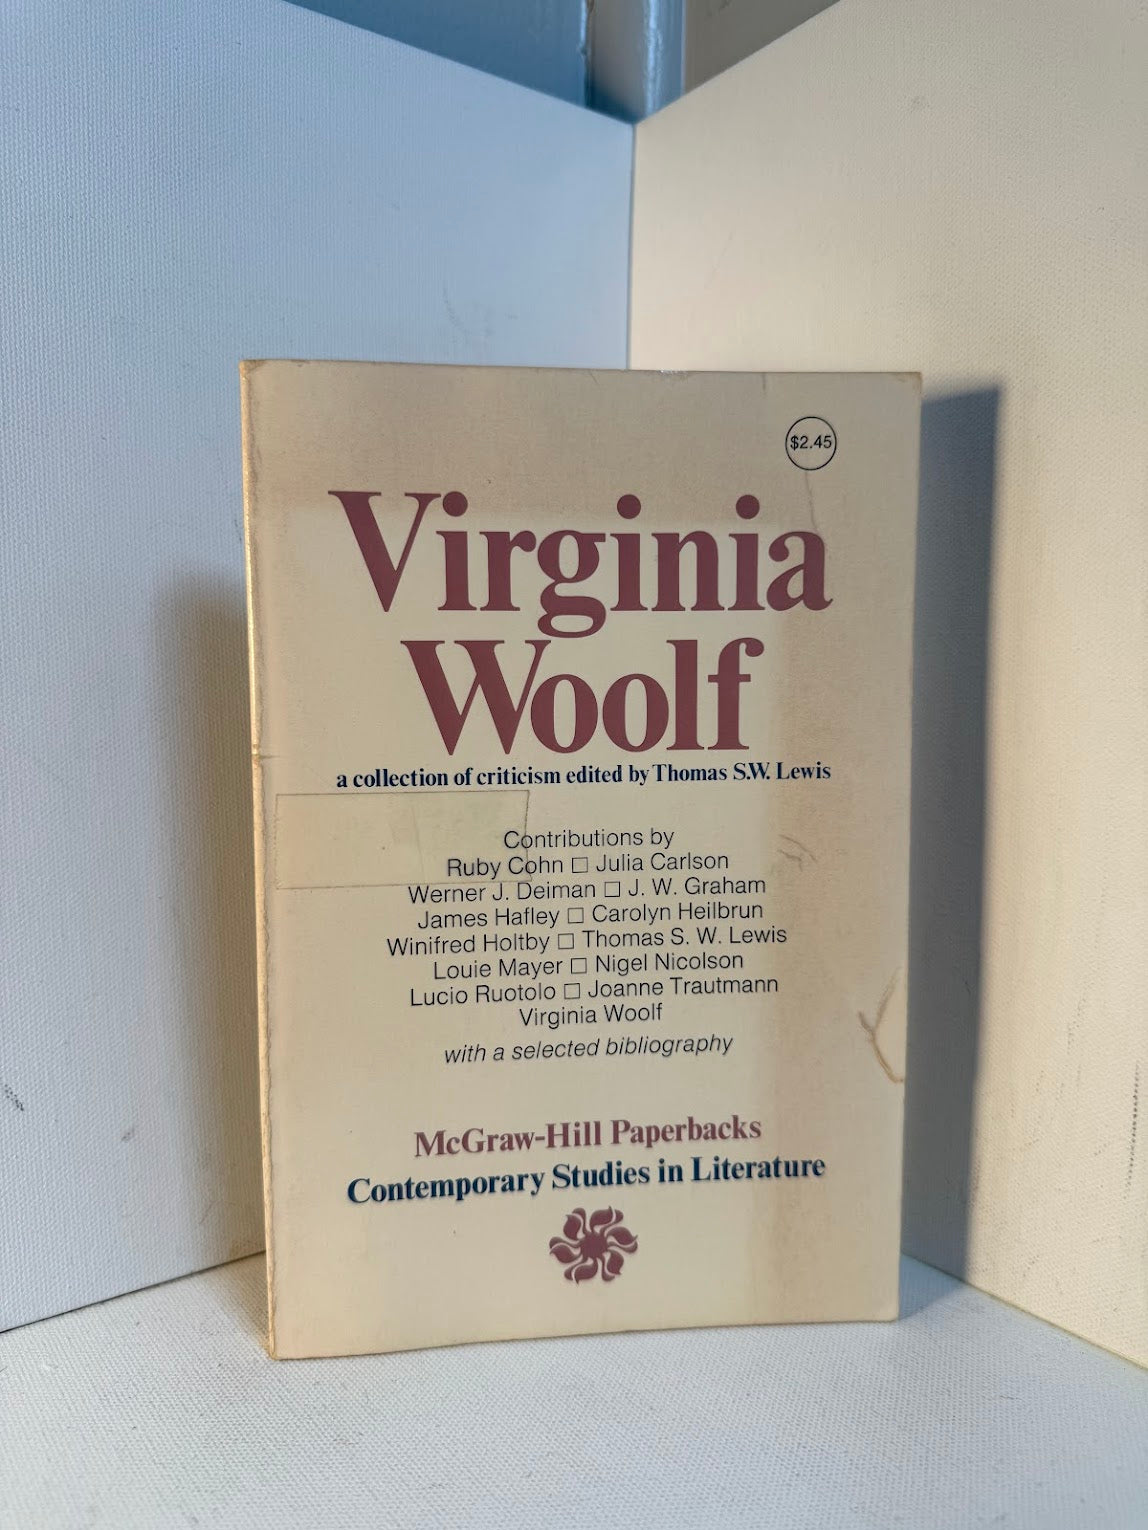 $2.45
Virginia
Woolf
a collection of criticism edited by Thomas S.W. Lewis
Contributions by
Ruby Cohn □ Julia Carlson
Werner J. Deiman □ J. W. Graham
James Hafley □ Carolyn Heilbrun
Winifred Holtby □ Thomas S. W. Lewis
Louie Mayer □ Nigel Nicolson
Lucio Ruotolo □ Joanne Trautmann
Virginia Woolf
with a selected bibliography
McGraw-Hill Paperbacks
Contemporary Studies in Literature